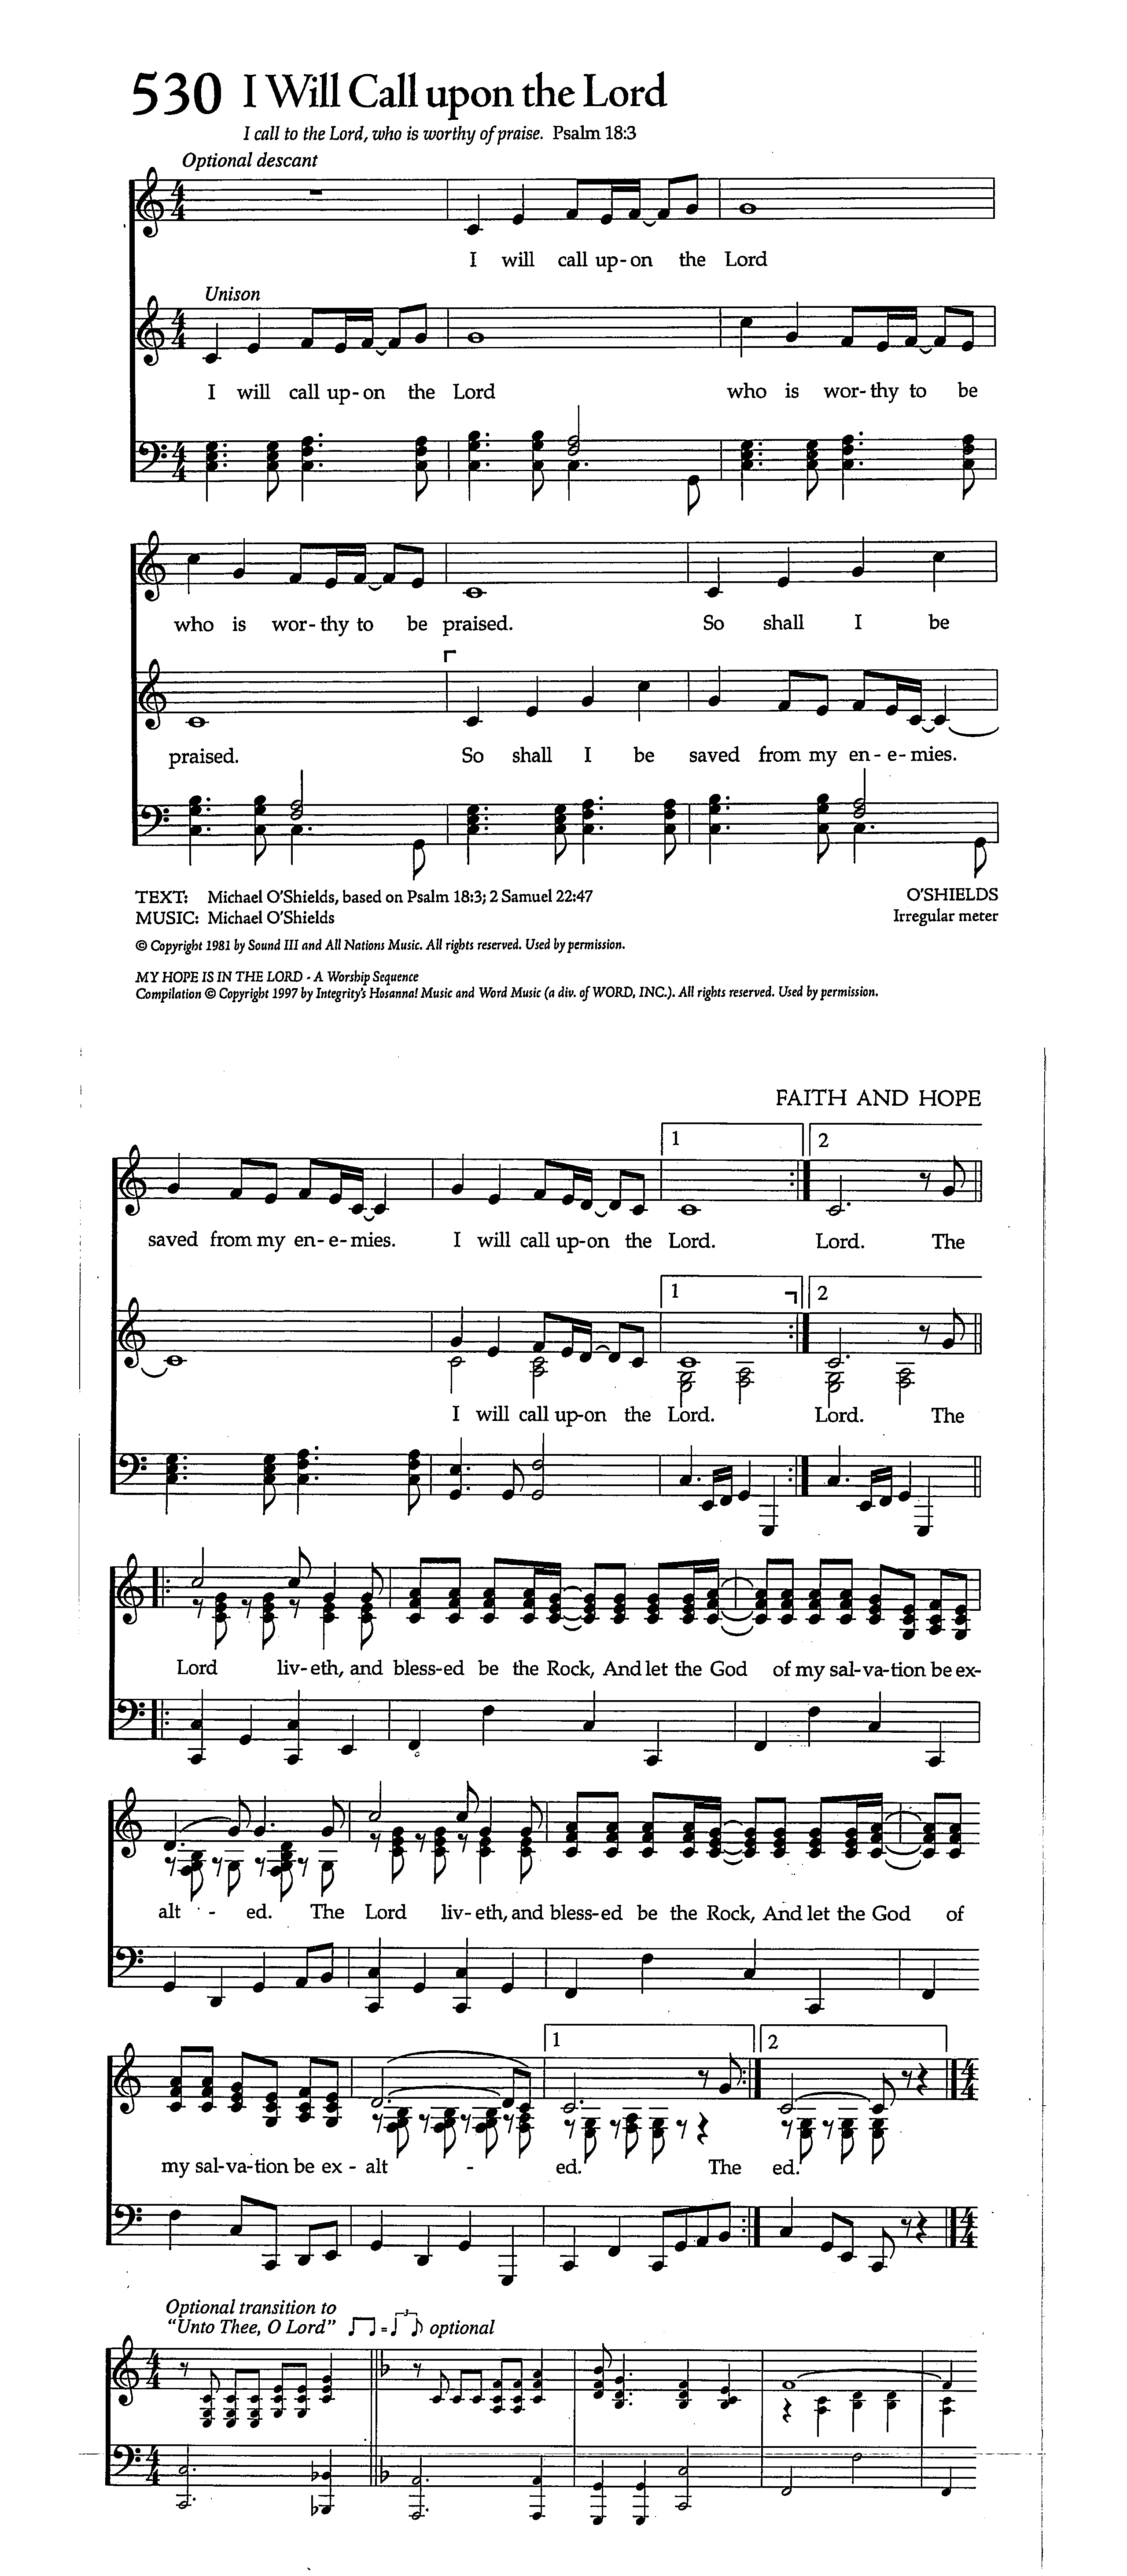 530 I Will Call upon the Lord
I call to the Lord, who is worthy of praise. Psalm 18:3
Optional descant
I will call up-on the Lord
Unison
I will call up-on the Lord who is wor-thy to be
who is wor-thy to be praised. So shall I be
praised. So shall I be saved from my en-e-mies.
TEXT: Michael O'Shields, based on Psalm 18:3; 2 Samuel 22:47 O'SHIELDS
MUSIC: Michael O'Shields Irregular meter
© Copyright 1981 by Sound III and All Nations Music. All rights reserved. Used by permission.
MY HOPE IS IN THE LORD - A Worship Sequence
Compilation © Copyright 1997 by Integrity's Hosanna! Music and Word Music (a div. of WORD, INC.). All rights reserved. Used by permission.
FAITH AND HOPE
1 2
saved from my en-e-mies. I will call up-on the Lord. Lord. The
1 2
I will call up-on the Lord. Lord. The
Lord liv-eth, and bless-ed be the Rock, And let the God of my sal-va-tion be ex-
alt - ed. The Lord liv-eth, and bless-ed be the Rock, And let the God of
1 2
my sal-va-tion be ex - alt - ed. The ed.
Optional transition to
"Unto Thee, O Lord" 3 optional